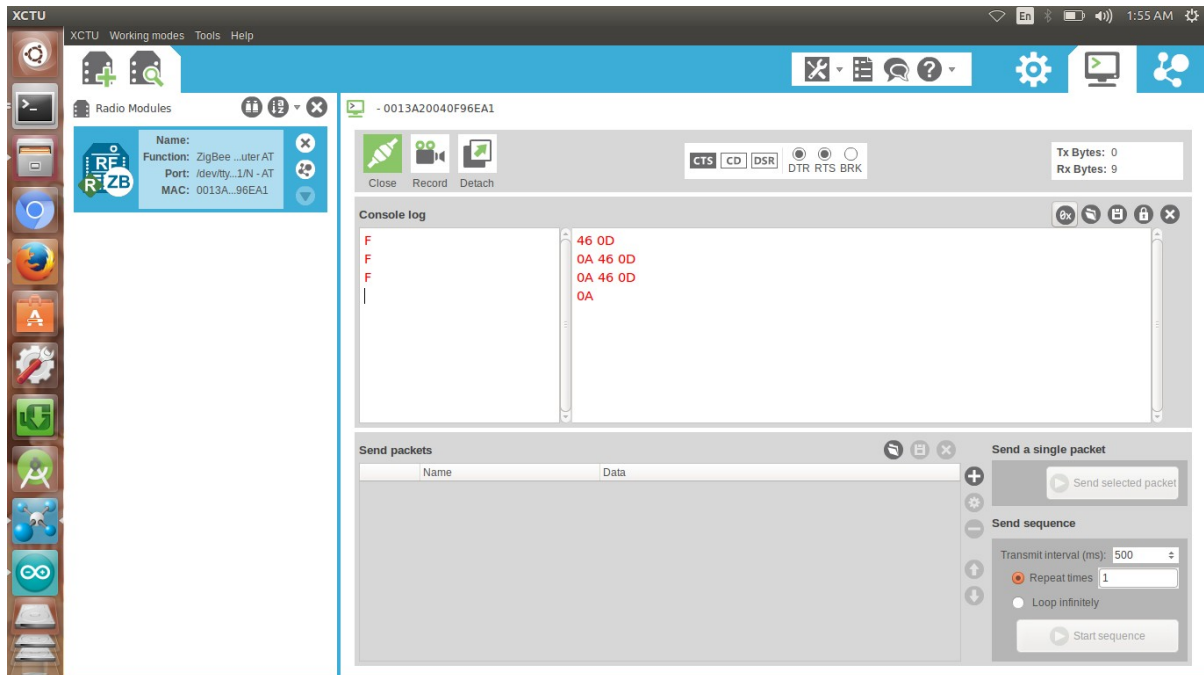 XCTU
En
1:55 AM
XCTU Working modes Tools Help
Radio Modules
- 0013A20040F96EA1
RF
R
ZB
Name:
Function: ZigBee ...uter AT
Port: /dev/tty...1/N - AT
MAC: 0013A...96EA1
Close
Record
Detach
CTS
CD
DSR
DTR RTS BRK
Tx Bytes: 0
Rx Bytes: 9
Console log
0x
F
F
F
46 0D
0A 46 0D
0A 46 0D
0A
Send packets
Name
Data
Send a single packet
Send selected packet
Send sequence
Transmit interval (ms): 500
Repeat times 1
Loop infinitely
Start sequence